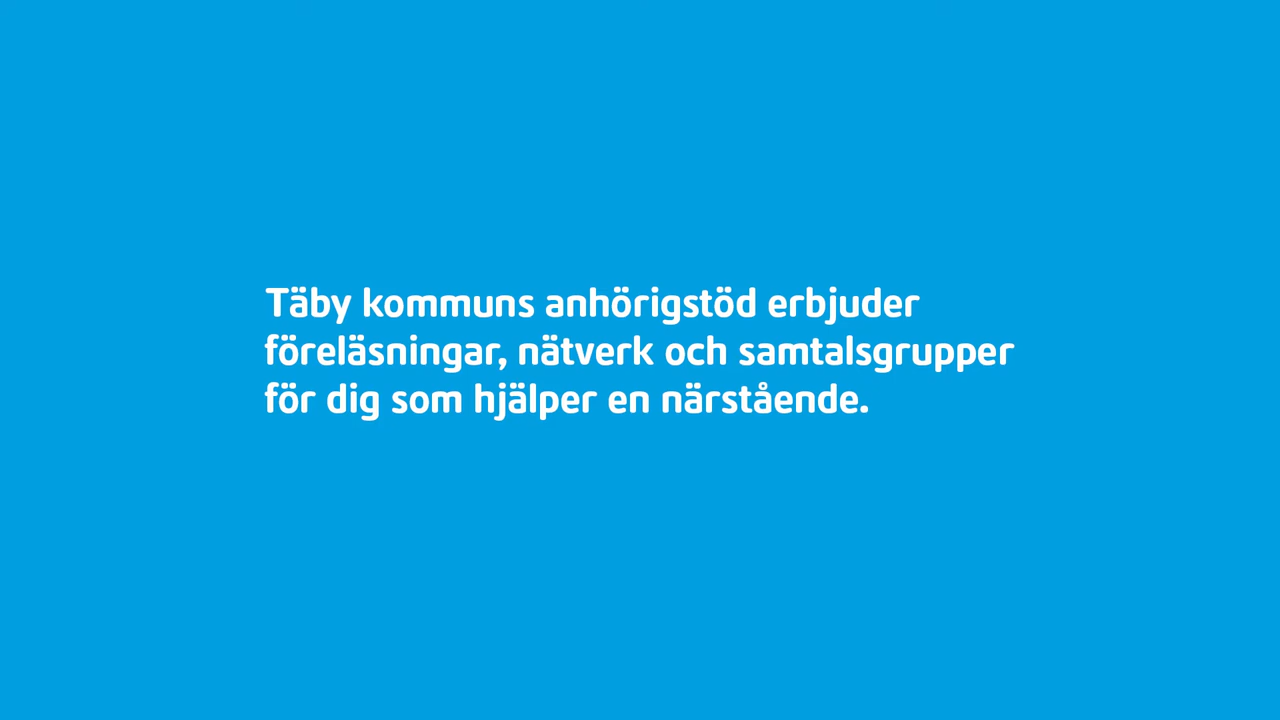 Täby kommuns anhörigstöd erbjuder
föreläsningar, nätverk och samtalsgrupper
för dig som hjälper en närstående.